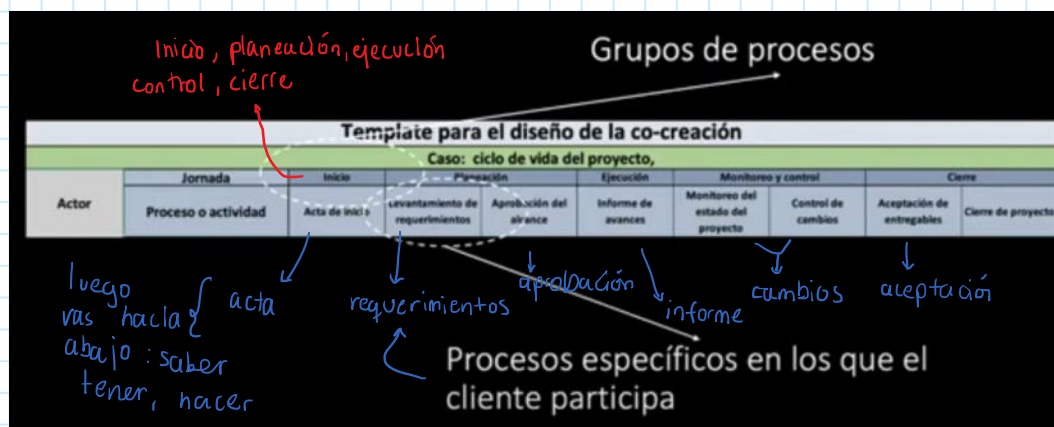 Inicio, planeación, ejecución
control, cierre
Grupos de procesos
Template para el diseño de la co-creación
Caso: ciclo de vida del proyecto,
Actor
Jornada
Inicio
Planeación
Ejecución
Monitoreo y control
Cierre
Proceso o actividad
Acta de inicio
Levantamiento de
requerimientos
Aprobación del
alcance
Informe de
avances
Monitoreo del
estado del
proyecto
Control de
cambios
Aceptación de
entregables
Cierre de proyecto
luego
vas hacia
abajo: saber
tener, hacer
acta
requerimientos
aprobación
informe
cambios
aceptación
Procesos específicos en los que el
cliente participa